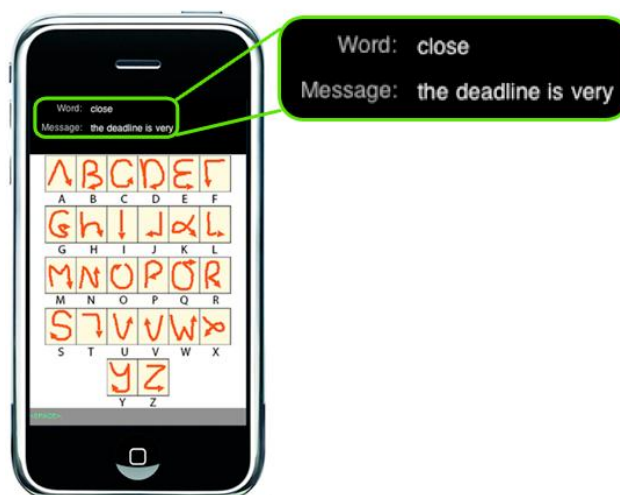 Word: close
Message: the deadline is very
Word: close
Message: the deadline is very
A B C D E F
G H I J K L
M N O P Q R
S T U V W X
Y Z